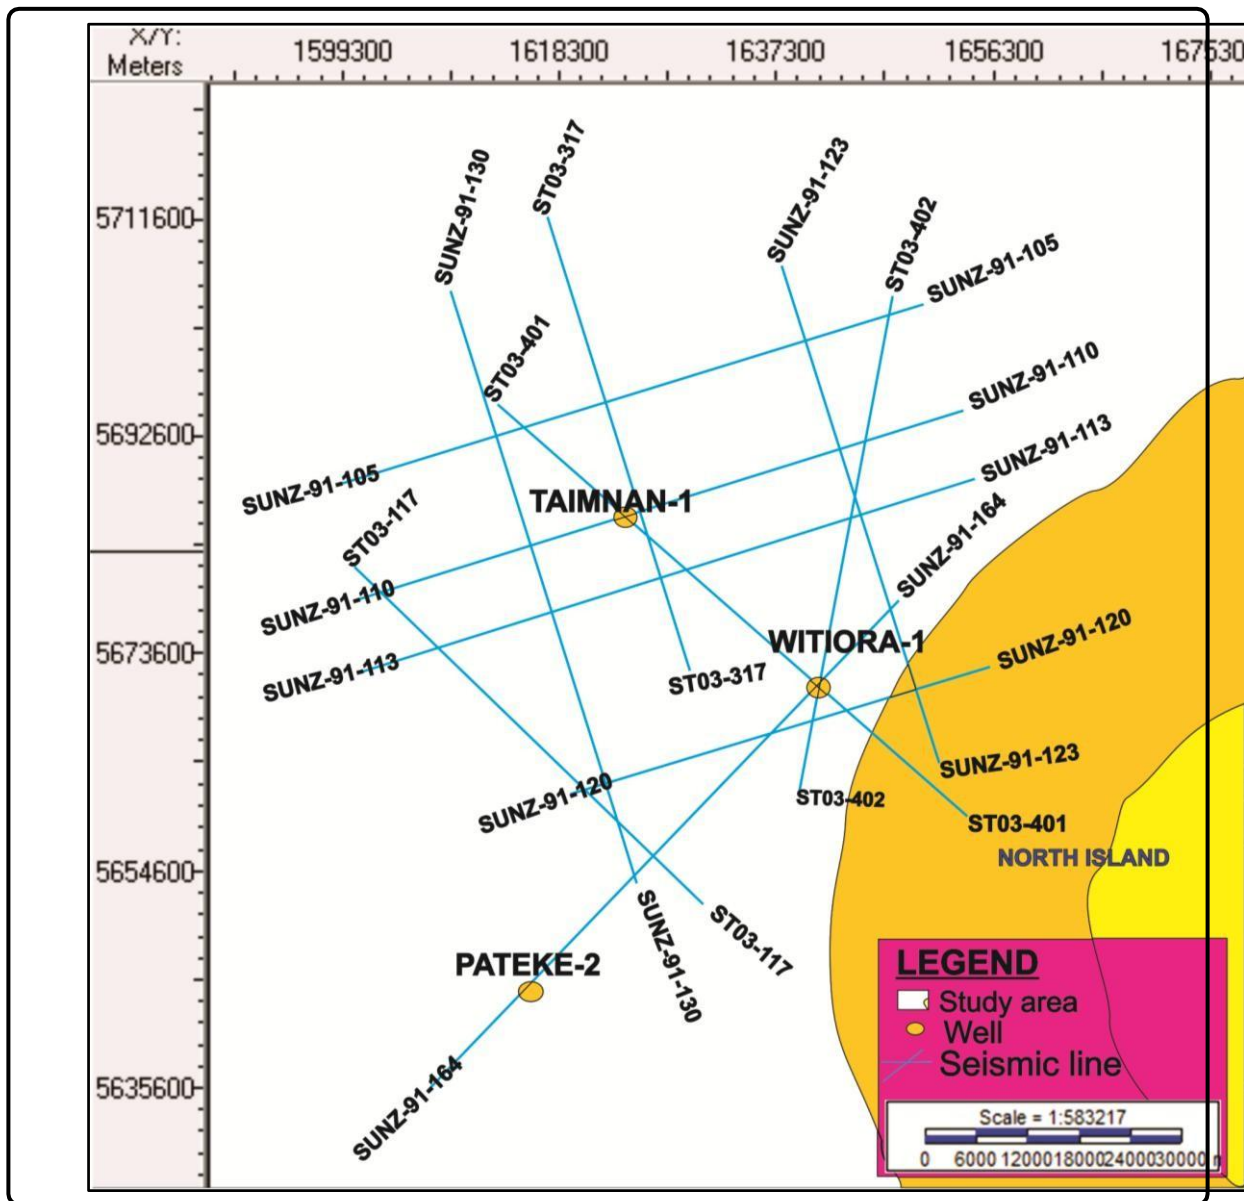 X/Y:
Meters
1599300
1618300
1637300
1656300
1675300
5711600
5692600
5673600
5654600
5635600
SUNZ-91-130
ST03-317
SUNZ-91-123
ST03-402
SUNZ-91-105
ST03-401
SUNZ-91-110
SUNZ-91-113
SUNZ-91-105
ST03-117
TAIMNAN-1
SUNZ-91-164
SUNZ-91-110
SUNZ-91-113
WITIORA-1
SUNZ-91-120
ST03-317
SUNZ-91-120
SUNZ-91-123
ST03-402
ST03-401
NORTH ISLAND
ST03-117
SUNZ-91-130
PATEKE-2
SUNZ-91-164
LEGEND
Study area
Well
Seismic line
Scale = 1:583217
0 6000 12000 18000 24000 30000 m